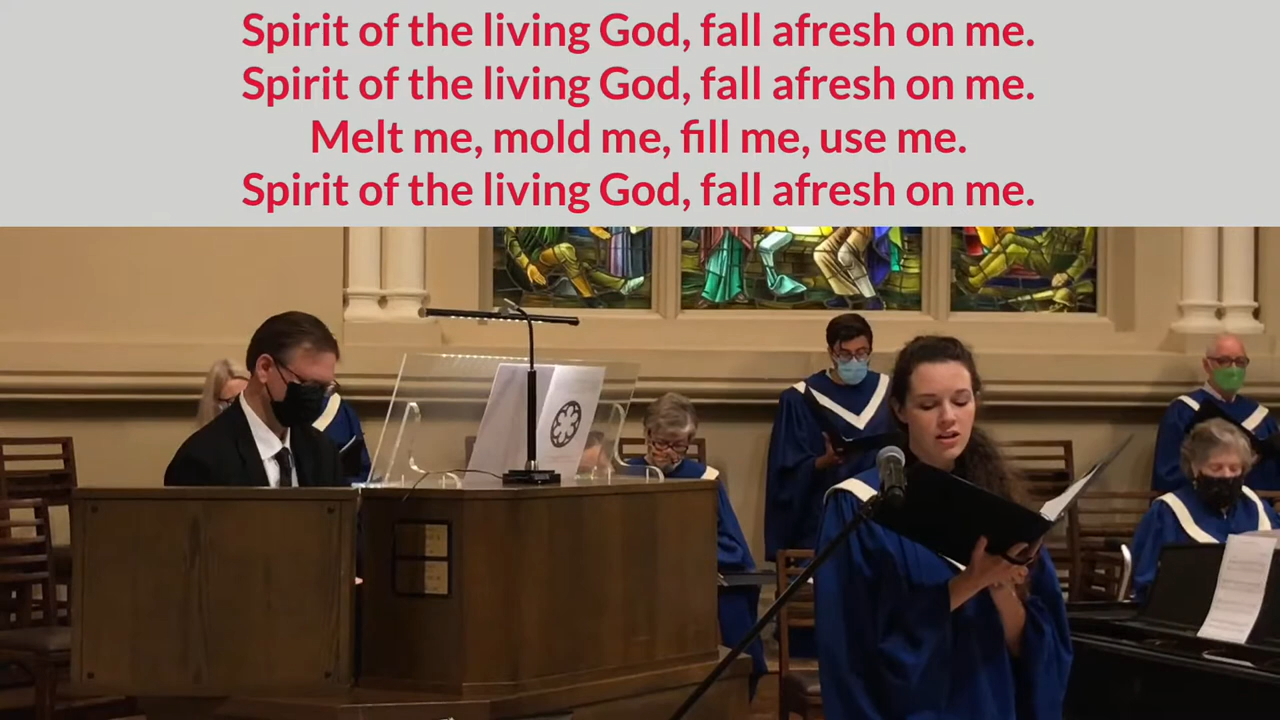 Spirit of the living God, fall afresh on me.
Spirit of the living God, fall afresh on me.
Melt me, mold me, fill me, use me.
Spirit of the living God, fall afresh on me.